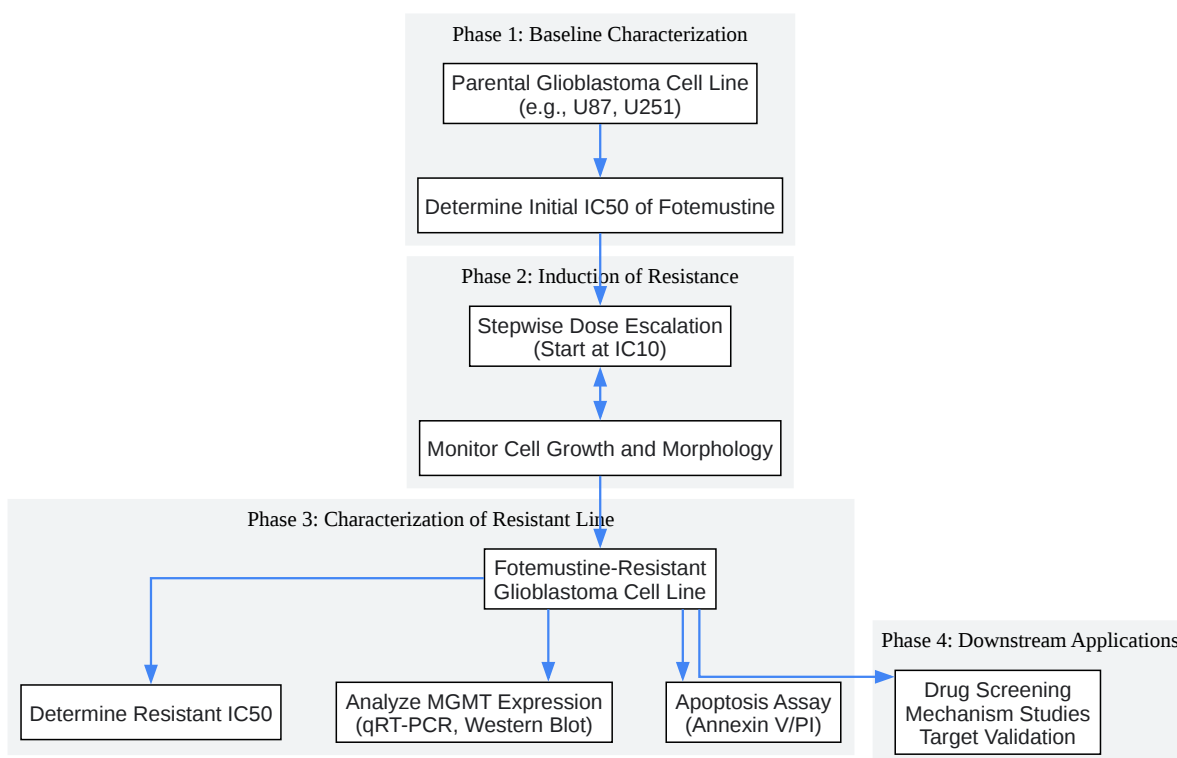 Phase 1: Baseline Characterization
Parental Glioblastoma Cell Line
(e.g., U87, U251)
Determine Initial IC50 of Fotemustine
Phase 2: Induction of Resistance
Stepwise Dose Escalation
(Start at IC10)
Monitor Cell Growth and Morphology
Phase 3: Characterization of Resistant Line
Fotemustine-Resistant
Glioblastoma Cell Line
Determine Resistant IC50
Analyze MGMT Expression
(qRT-PCR, Western Blot)
Apoptosis Assay
(Annexin V/PI)
Phase 4: Downstream Applications
Drug Screening
Mechanism Studies
Target Validation